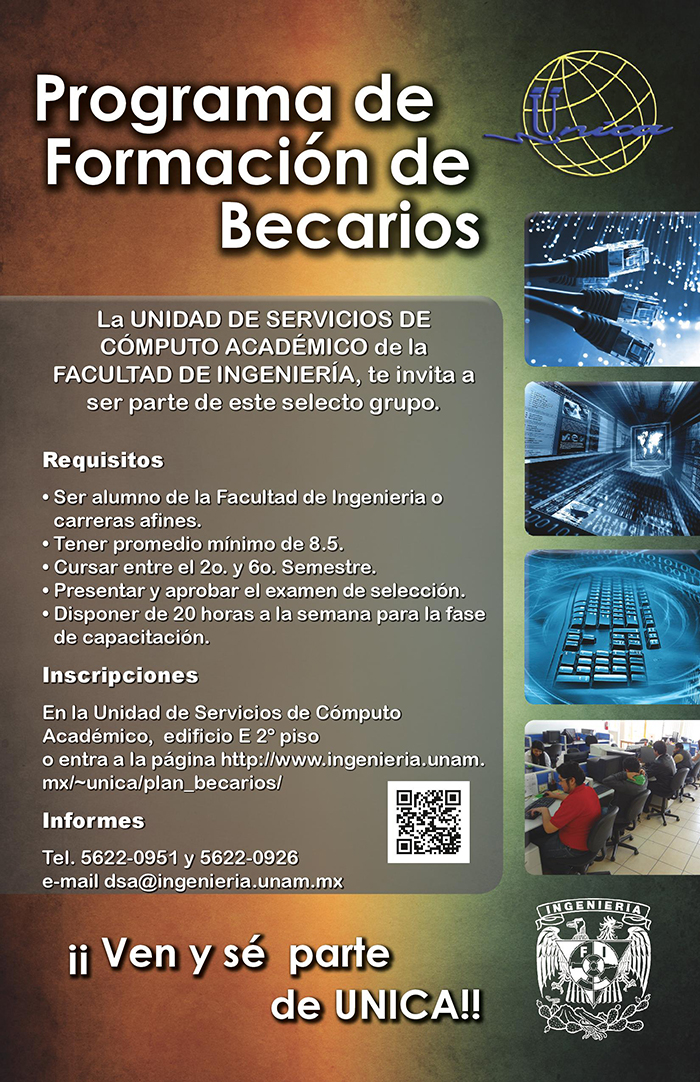 Programa de
Formación de
Becarios
Unica
La UNIDAD DE SERVICIOS DE
CÓMPUTO ACADÉMICO de la
FACULTAD DE INGENIERÍA, te invita a
ser parte de este selecto grupo.
Requisitos
• Ser alumno de la Facultad de Ingenieria o
carreras afines.
• Tener promedio mínimo de 8.5.
• Cursar entre el 2o. y 6o. Semestre.
• Presentar y aprobar el examen de selección.
• Disponer de 20 horas a la semana para la fase
de capacitación.
Inscripciones
En la Unidad de Servicios de Cómputo
Académico, edificio E 2° piso
o entra a la página http://www.ingenieria.unam.
mx/~unica/plan_becarios/
Informes
Tel. 5622-0951 y 5622-0926
e-mail dsa@ingenieria.unam.mx
¡¡ Ven y sé parte
de UNICA!!
INGENIERIA